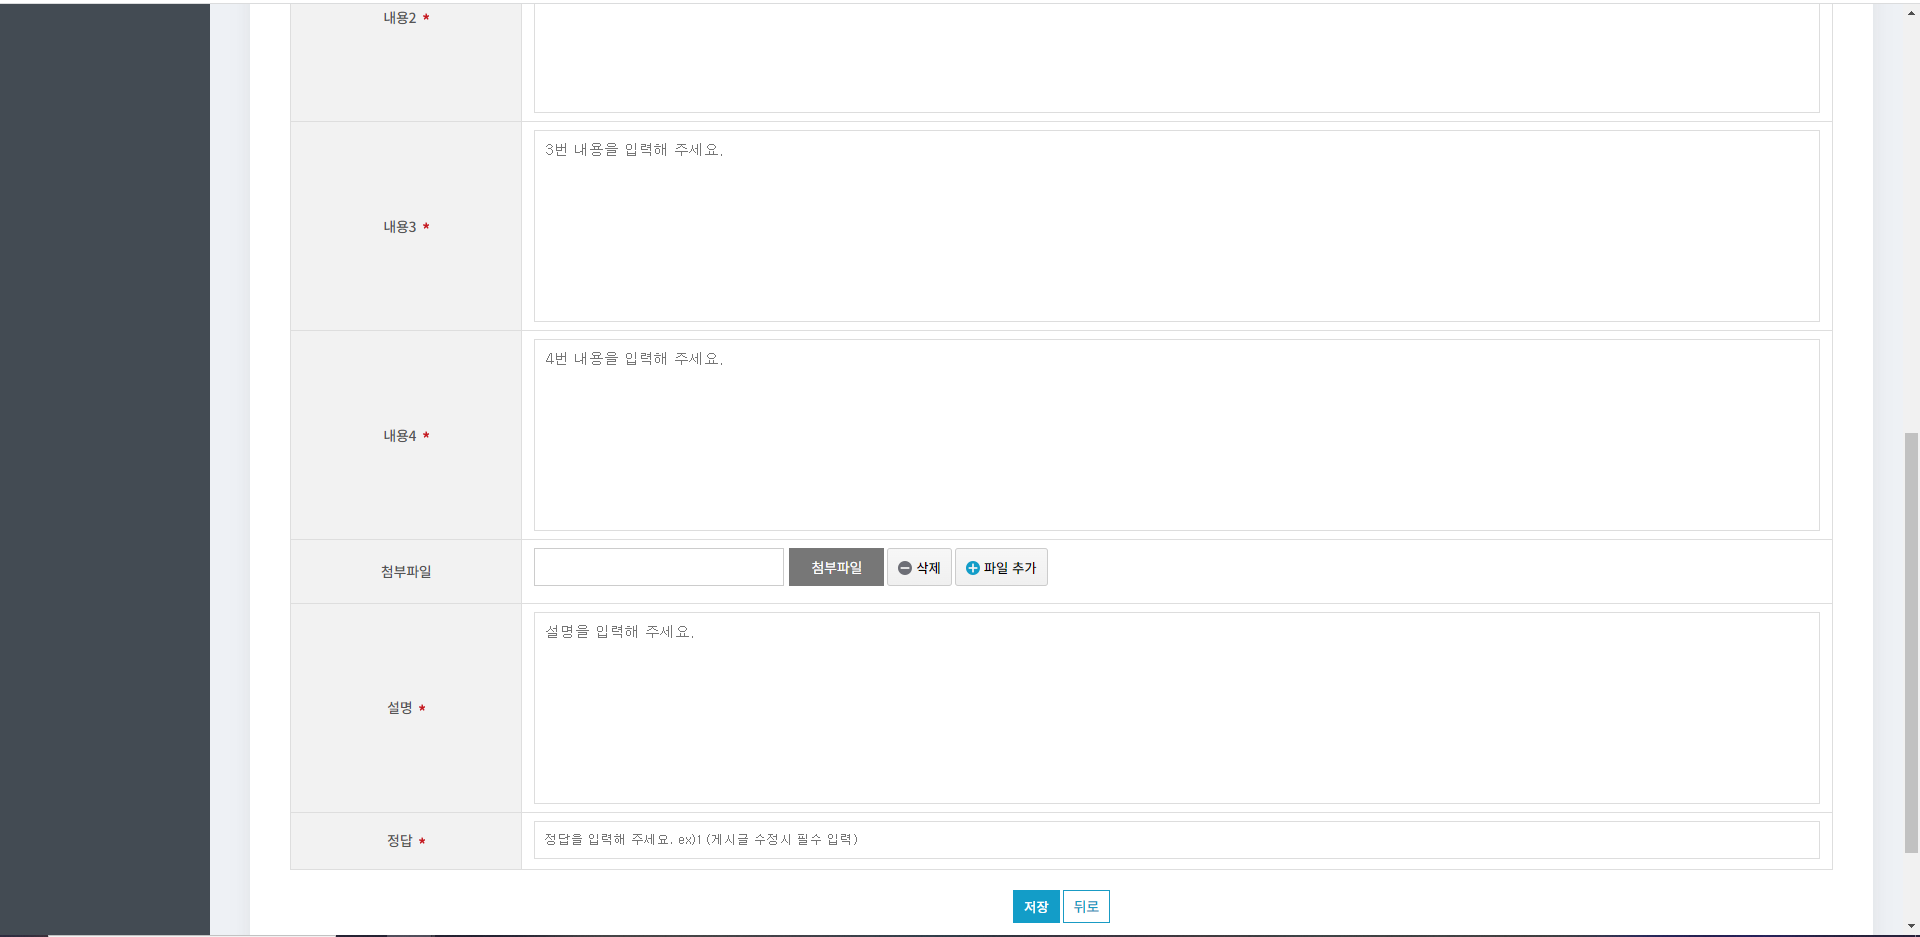 내용2 *
3번 내용을 입력해 주세요.
내용3 *
4번 내용을 입력해 주세요.
내용4 *
첨부파일 첨부파일 삭제 파일 추가
설명을 입력해 주세요.
설명 *
정답 * 정답을 입력해 주세요. ex)1 (게시글 수정시 필수 입력)
저장 뒤로